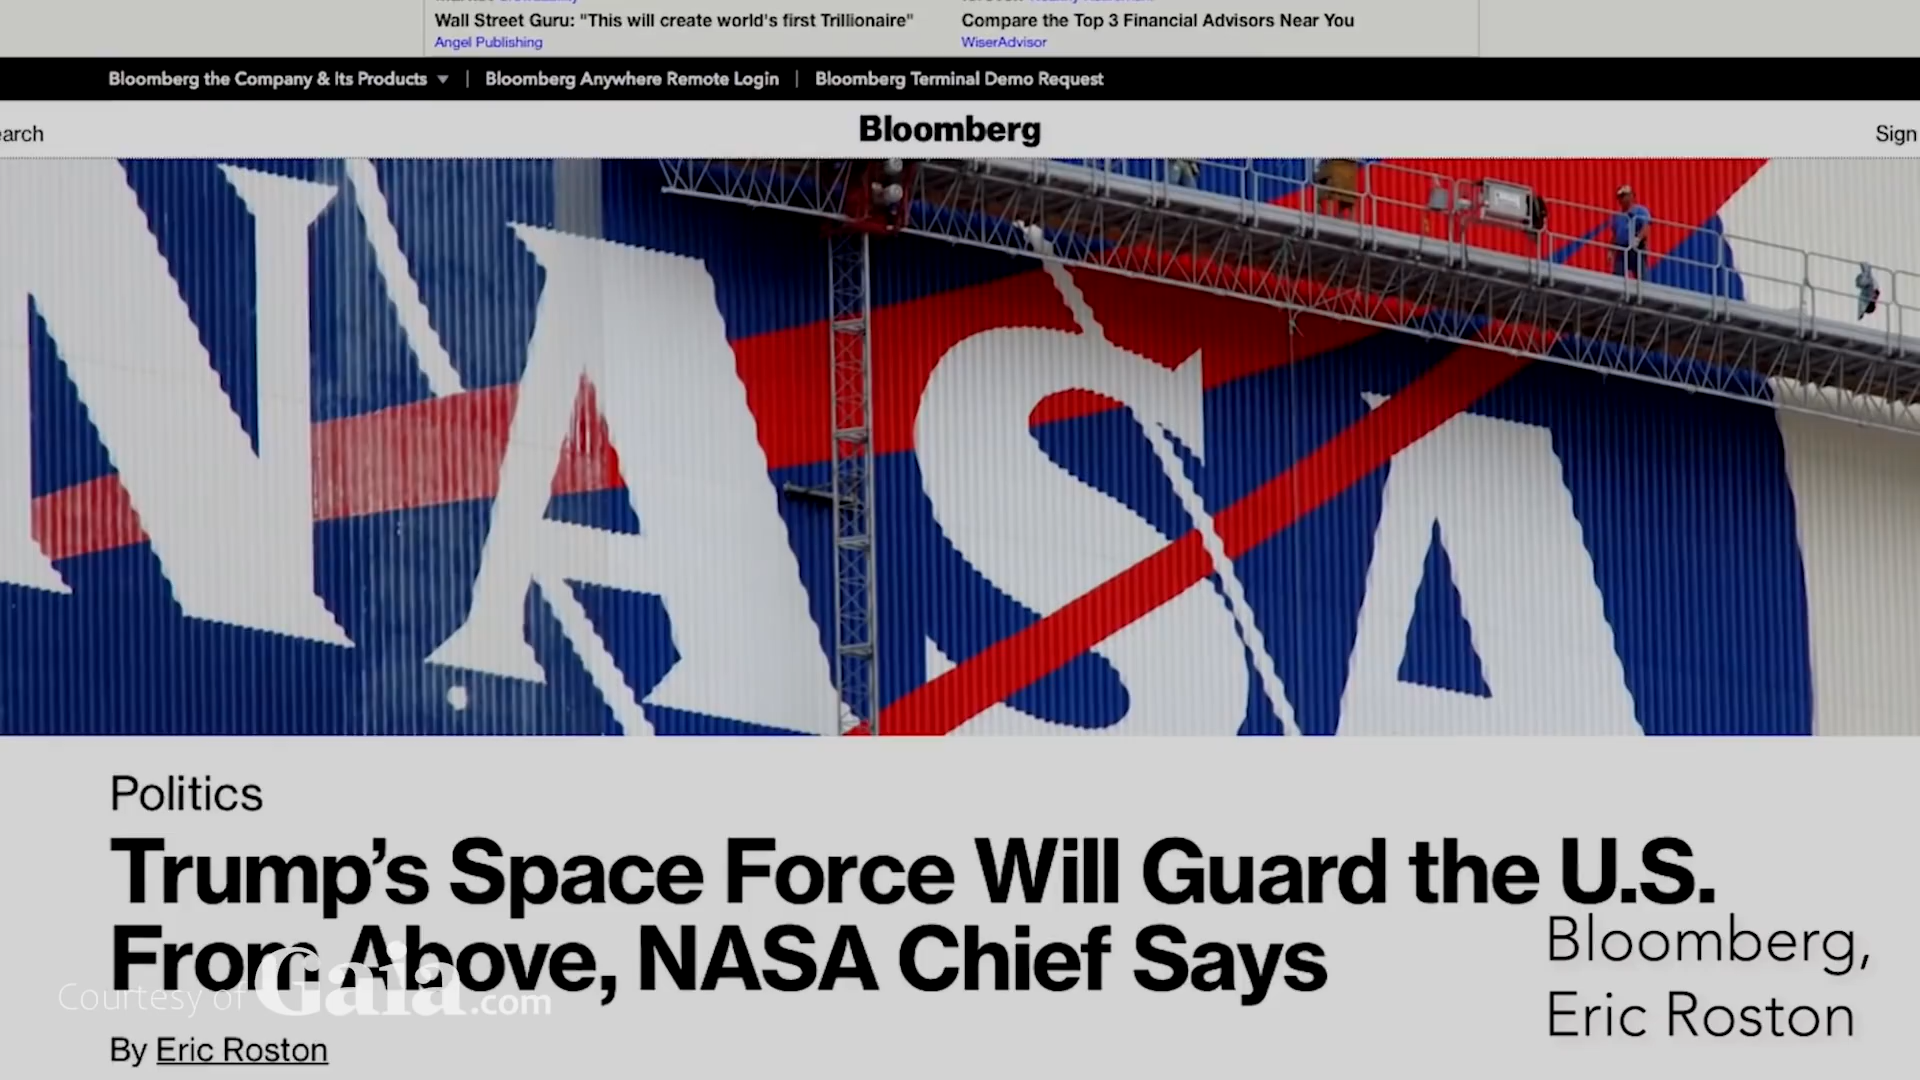 Wall Street Guru: "This will create world's first Trillionaire"
Angel Publishing
Compare the Top 3 Financial Advisors Near You
WiserAdvisor
Bloomberg the Company & Its Products
Bloomberg Anywhere Remote Login
Bloomberg Terminal Demo Request
earch
Bloomberg
Sign
NASA
Politics
Trump's Space Force Will Guard the U.S.
From Above, NASA Chief Says
By Eric Roston
Bloomberg,
Eric Roston
Courtesy of Gaia.com